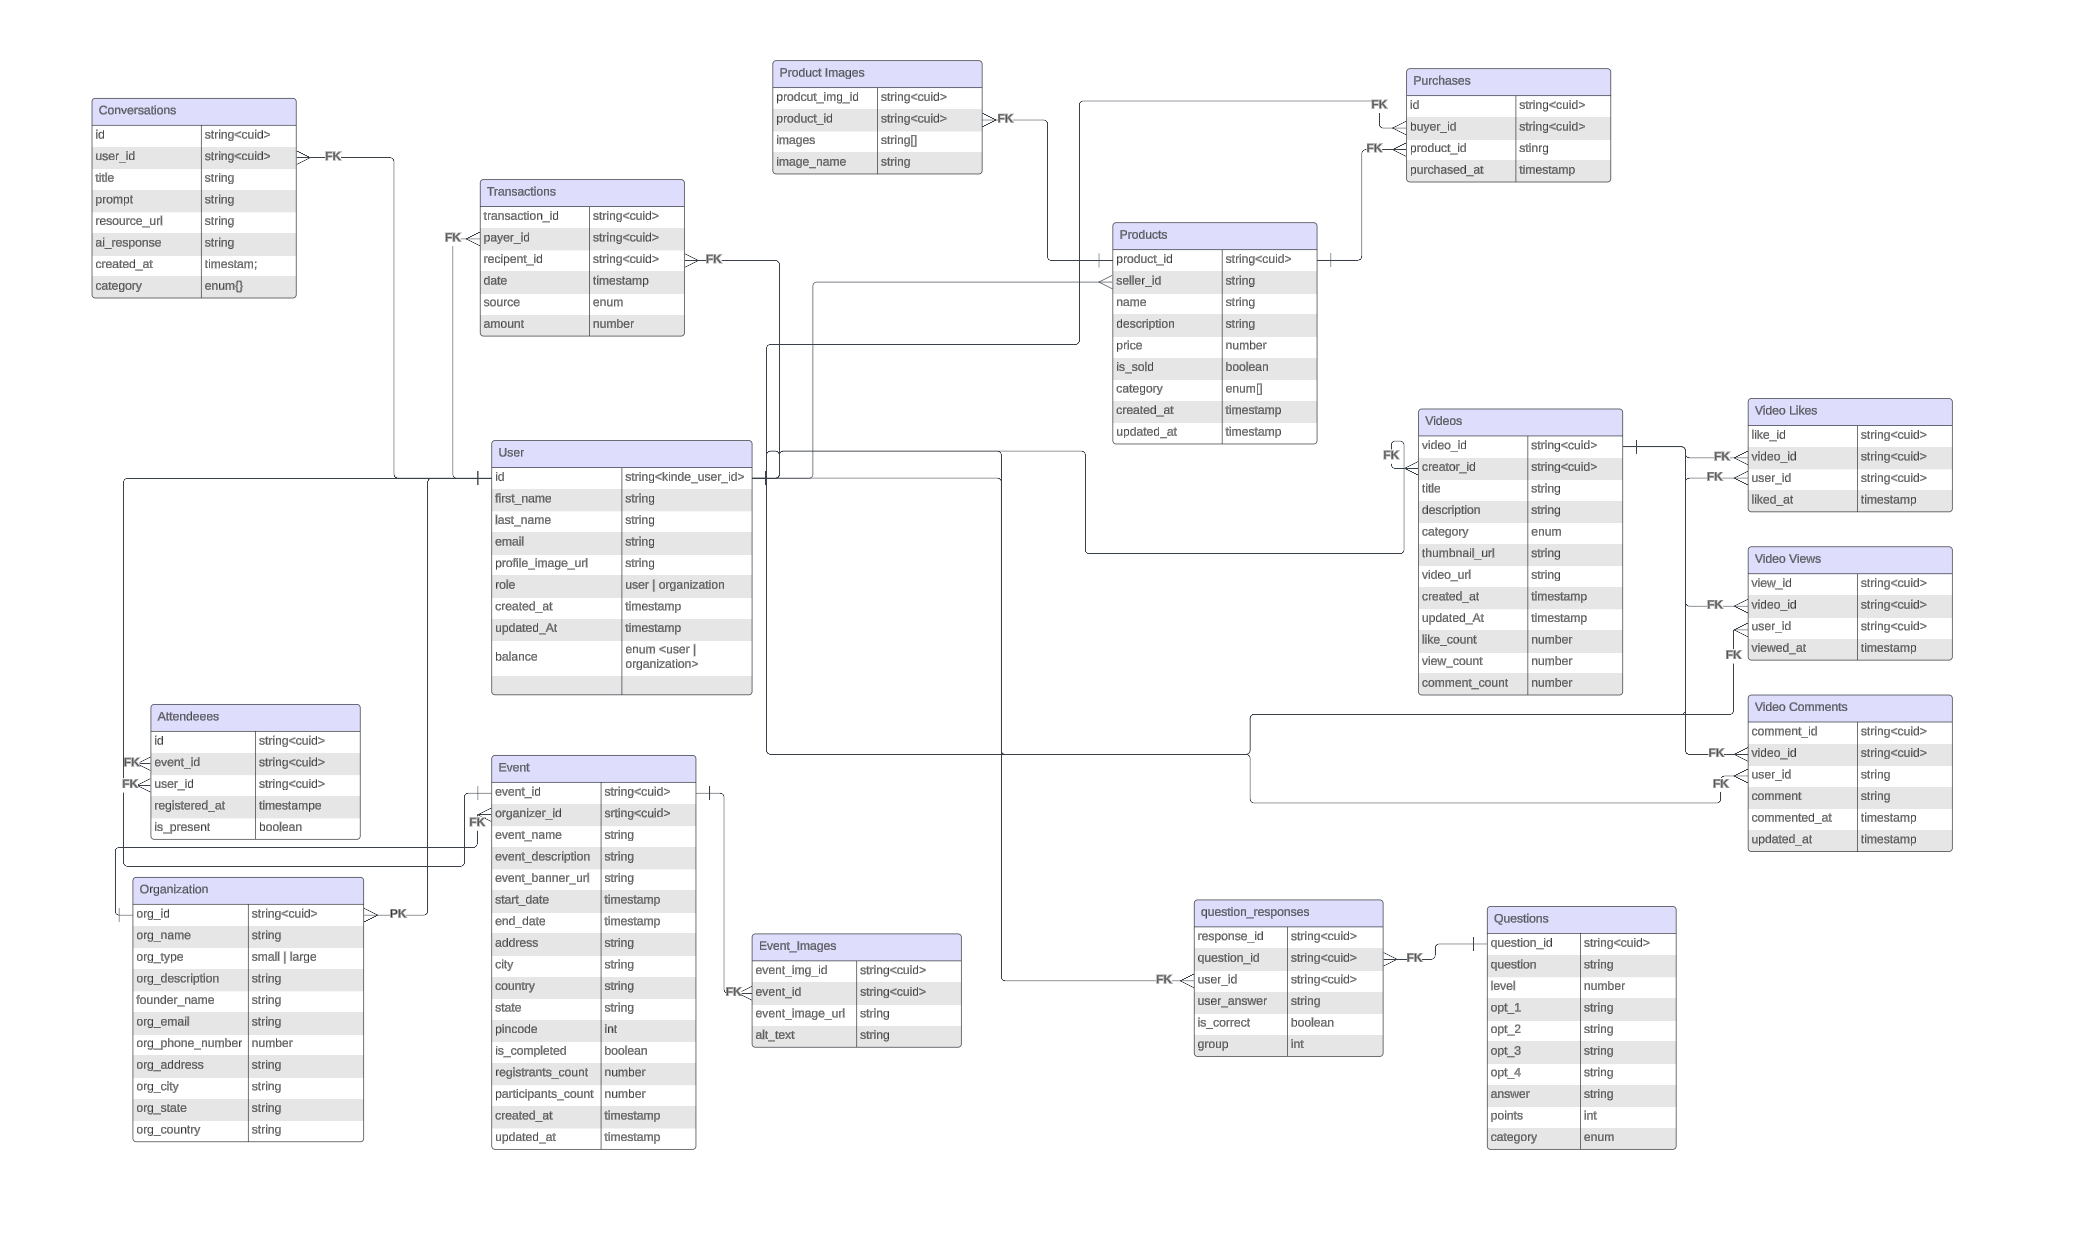 Conversations
id string<cuid>
user_id string<cuid>
title string
prompt string
resource_url string
ai_response string
created_at timestam;
category enum{}
FK
Transactions
transaction_id string<cuid>
payer_id string<cuid>
recipent_id string<cuid>
date timestamp
source enum
amount number
FK
FK
Product Images
prodcut_img_id string<cuid>
product_id string<cuid>
images string[]
image_name string
FK
Purchases
id string<cuid>
buyer_id string<cuid>
product_id stinrg
purchased_at timestamp
FK
FK
Products
product_id string<cuid>
seller_id string
name string
description string
price number
is_sold boolean
category enum[]
created_at timestamp
updated_at timestamp
User
id string<kinde_user_id>
first_name string
last_name string
email string
profile_image_url string
role user | organization
created_at timestamp
updated_At timestamp
balance enum <user |
organization>
Videos
video_id string<cuid>
creator_id string<cuid>
title string
description string
category enum
thumbnail_url string
video_url string
created_at timestamp
updated_At timestamp
like_count number
view_count number
comment_count number
FK
Video Likes
like_id string<cuid>
video_id string<cuid>
user_id string<cuid>
liked_at timestamp
FK
FK
Video Views
view_id string<cuid>
video_id string<cuid>
user_id string<cuid>
viewed_at timestamp
FK
FK
Video Comments
comment_id string<cuid>
video_id string<cuid>
user_id string
comment string
commented_at timestamp
updated_at timestamp
FK
FK
Attendeees
id string<cuid>
event_id string<cuid>
user_id string<cuid>
registered_at timestampe
is_present boolean
FK
FK
Organization
org_id string<cuid>
org_name string
org_type small | large
org_description string
founder_name string
org_email string
org_phone_number number
org_address string
org_city string
org_state string
org_country string
PK
Event
event_id string<cuid>
organizer_id srting<cuid>
event_name string
event_description string
event_banner_url string
start_date timestamp
end_date timestamp
address string
city string
country string
state string
pincode int
is_completed boolean
registrants_count number
participants_count number
created_at timestamp
updated_at timestamp
FK
Event_Images
event_img_id string<cuid>
event_id string<cuid>
event_image_url string
alt_text string
FK
question_responses
response_id string<cuid>
question_id string<cuid>
user_id string<cuid>
user_answer string
is_correct boolean
group int
FK
FK
Questions
question_id string<cuid>
question string
level number
opt_1 string
opt_2 string
opt_3 string
opt_4 string
answer string
points int
category enum